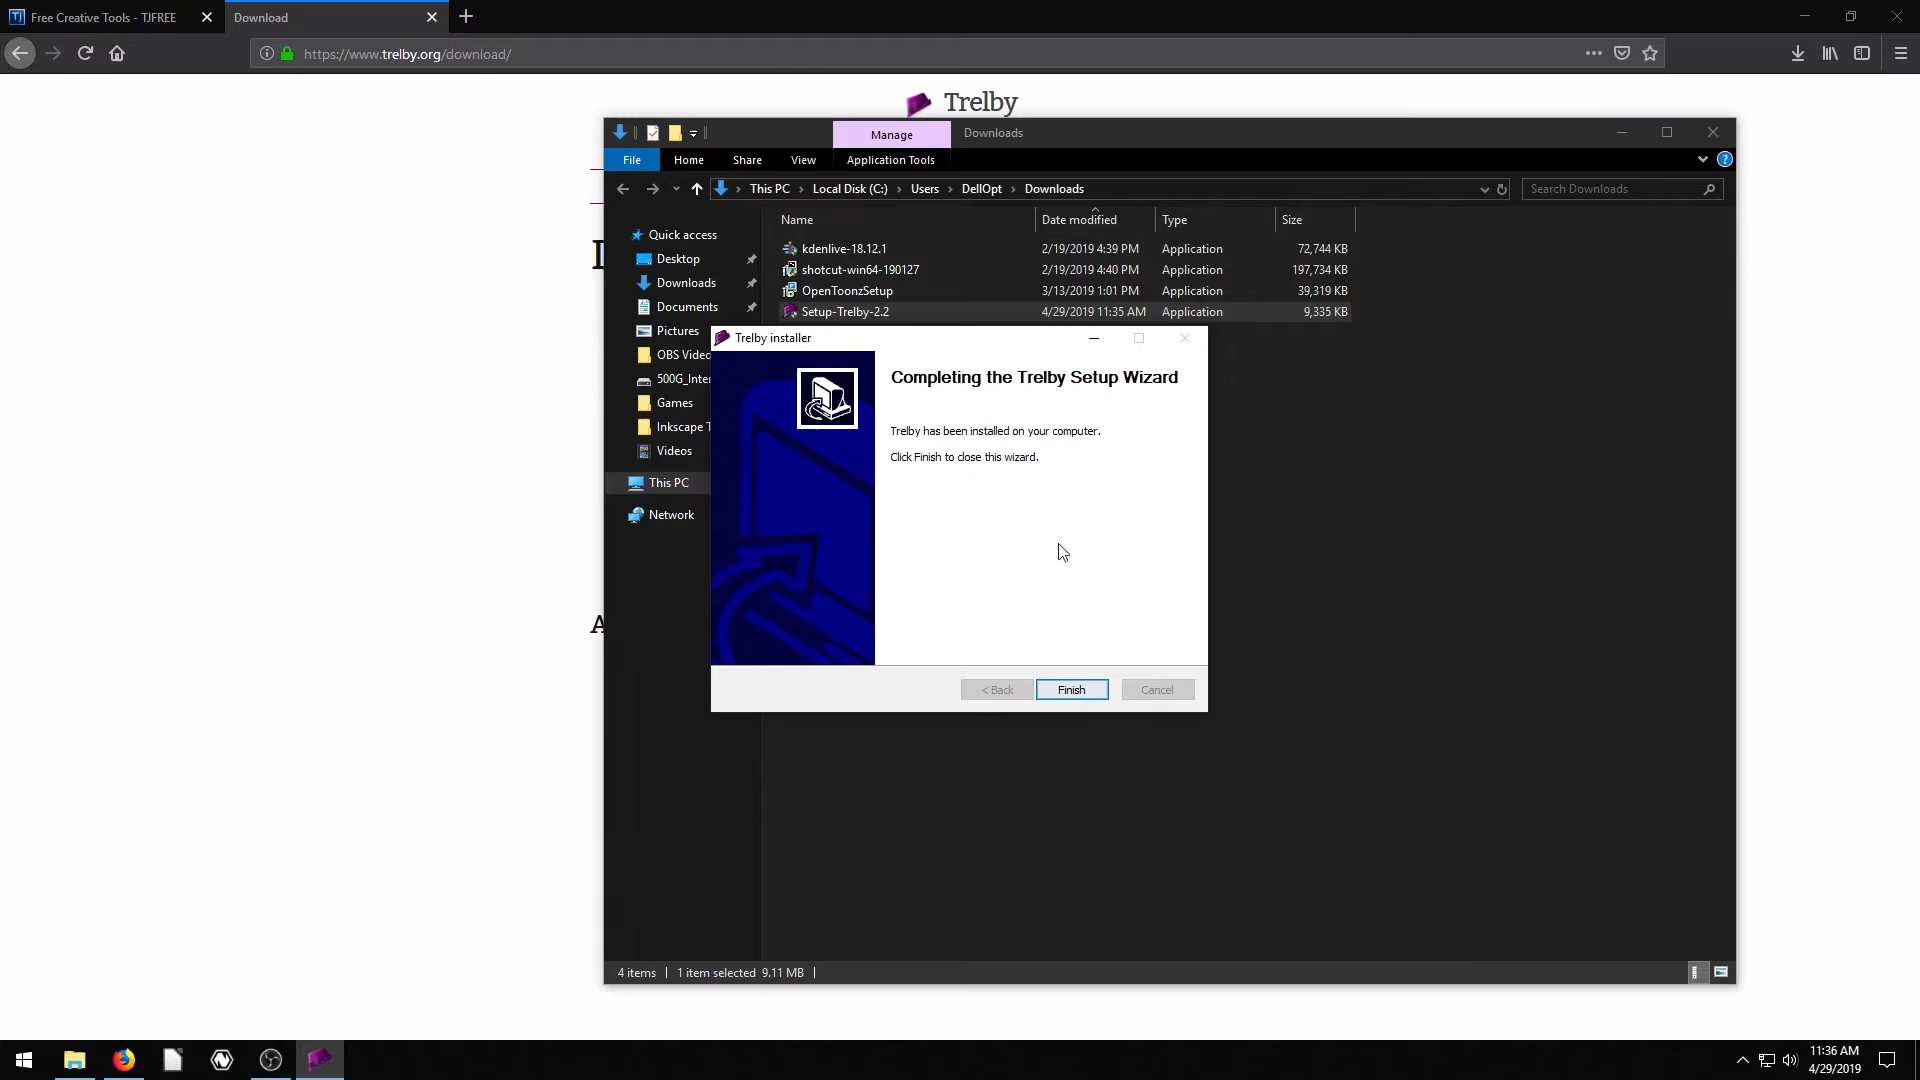 Free Creative Tools - TJFREE
Download
https://www.trelby.org/download/
Trelby
Manage
Downloads
File
Home
Share
View
Application Tools
This PC
Local Disk (C:)
Users
DellOpt
Downloads
Search Downloads
Name
Date modified
Type
Size
Quick access
Desktop
Downloads
Documents
Pictures
OBS Videc
500G_Inter
Games
Inkscape T
Videos
This PC
Network
kdenlive-18.12.1 2/19/2019 4:39 PM Application 72,744 KB
shotcut-win64-190127 2/19/2019 4:40 PM Application 197,734 KB
OpenToonzSetup 3/13/2019 1:01 PM Application 39,319 KB
Setup-Trelby-2.2 4/29/2019 11:35 AM Application 9,335 KB
Trelby installer
Completing the Trelby Setup Wizard
Trelby has been installed on your computer.
Click Finish to close this wizard.
< Back
Finish
Cancel
4 items
1 item selected 9.11 MB
11:36 AM
4/29/2019